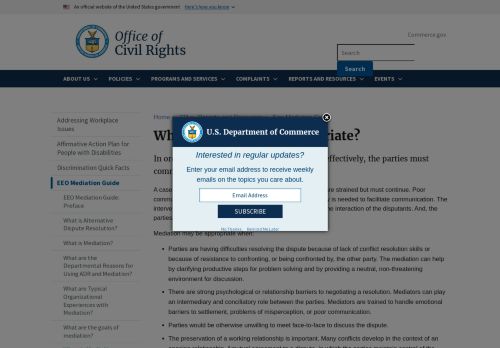 An official website of the United States government Here's how you know
Office of
Civil Rights
Commerce.gov
Search
Search
ABOUT US POLICIES PROGRAMS AND SERVICES COMPLAINTS REPORTS AND RESOURCES EVENTS
Addressing Workplace
Issues
Affirmative Action Plan for
People with Disabilities
Discrimination Quick Facts
EEO Mediation Guide
EEO Mediation Guide:
Preface
What is Alternative
Dispute Resolution?
What is Mediation?
What are the
Departmental Reasons for
Using ADR and Mediation?
What are Typical
Organizational
Experiences with
Mediation?
What are the goals of
mediation?
Home
Wh
riate?
In or
effectively, the parties must
comm
U.S. Department of Commerce
Interested in regular updates?
Enter your email address to receive weekly
emails on the topics you care about.
Email Address
SUBSCRIBE
No Thanks Remind Me Later
A case
are strained but must continue. Poor
commu
y is needed to facilitate communication. The
interve
the interaction of the disputants. And, the
parties
Mediation may be appropriate when:
Parties are having difficulties resolving the dispute because of lack of conflict resolution skills or
because of resistance to confronting, or being confronted by, the other party. The mediation can help
by clarifying productive steps for problem solving and by providing a neutral, non-threatening
environment for discussion.
There are strong psychological or relationship barriers to negotiating a resolution. Mediators can play
an intermediary and conciliatory role between the parties. Mediators are trained to handle emotional
barriers to settlement, problems of misperception, or poor communication.
Parties would be otherwise unwilling to meet face-to-face to discuss the dispute.
The preservation of a working relationship is important. Many conflicts develop in the context of an